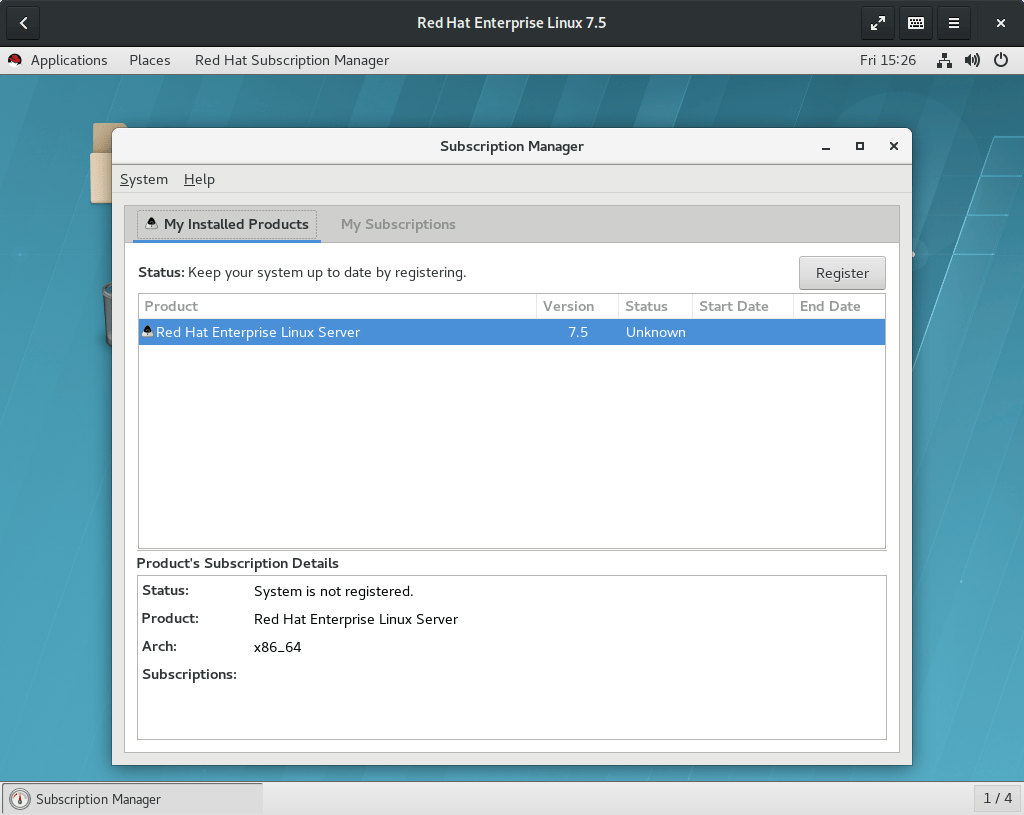 Red Hat Enterprise Linux 7.5
Applications Places Red Hat Subscription Manager Fri 15:26
Subscription Manager
System Help
My Installed Products My Subscriptions
Status: Keep your system up to date by registering. Register
Product Version Status Start Date End Date
Red Hat Enterprise Linux Server 7.5 Unknown
Product's Subscription Details
Status: System is not registered.
Product: Red Hat Enterprise Linux Server
Arch: x86_64
Subscriptions:
Subscription Manager 1 / 4